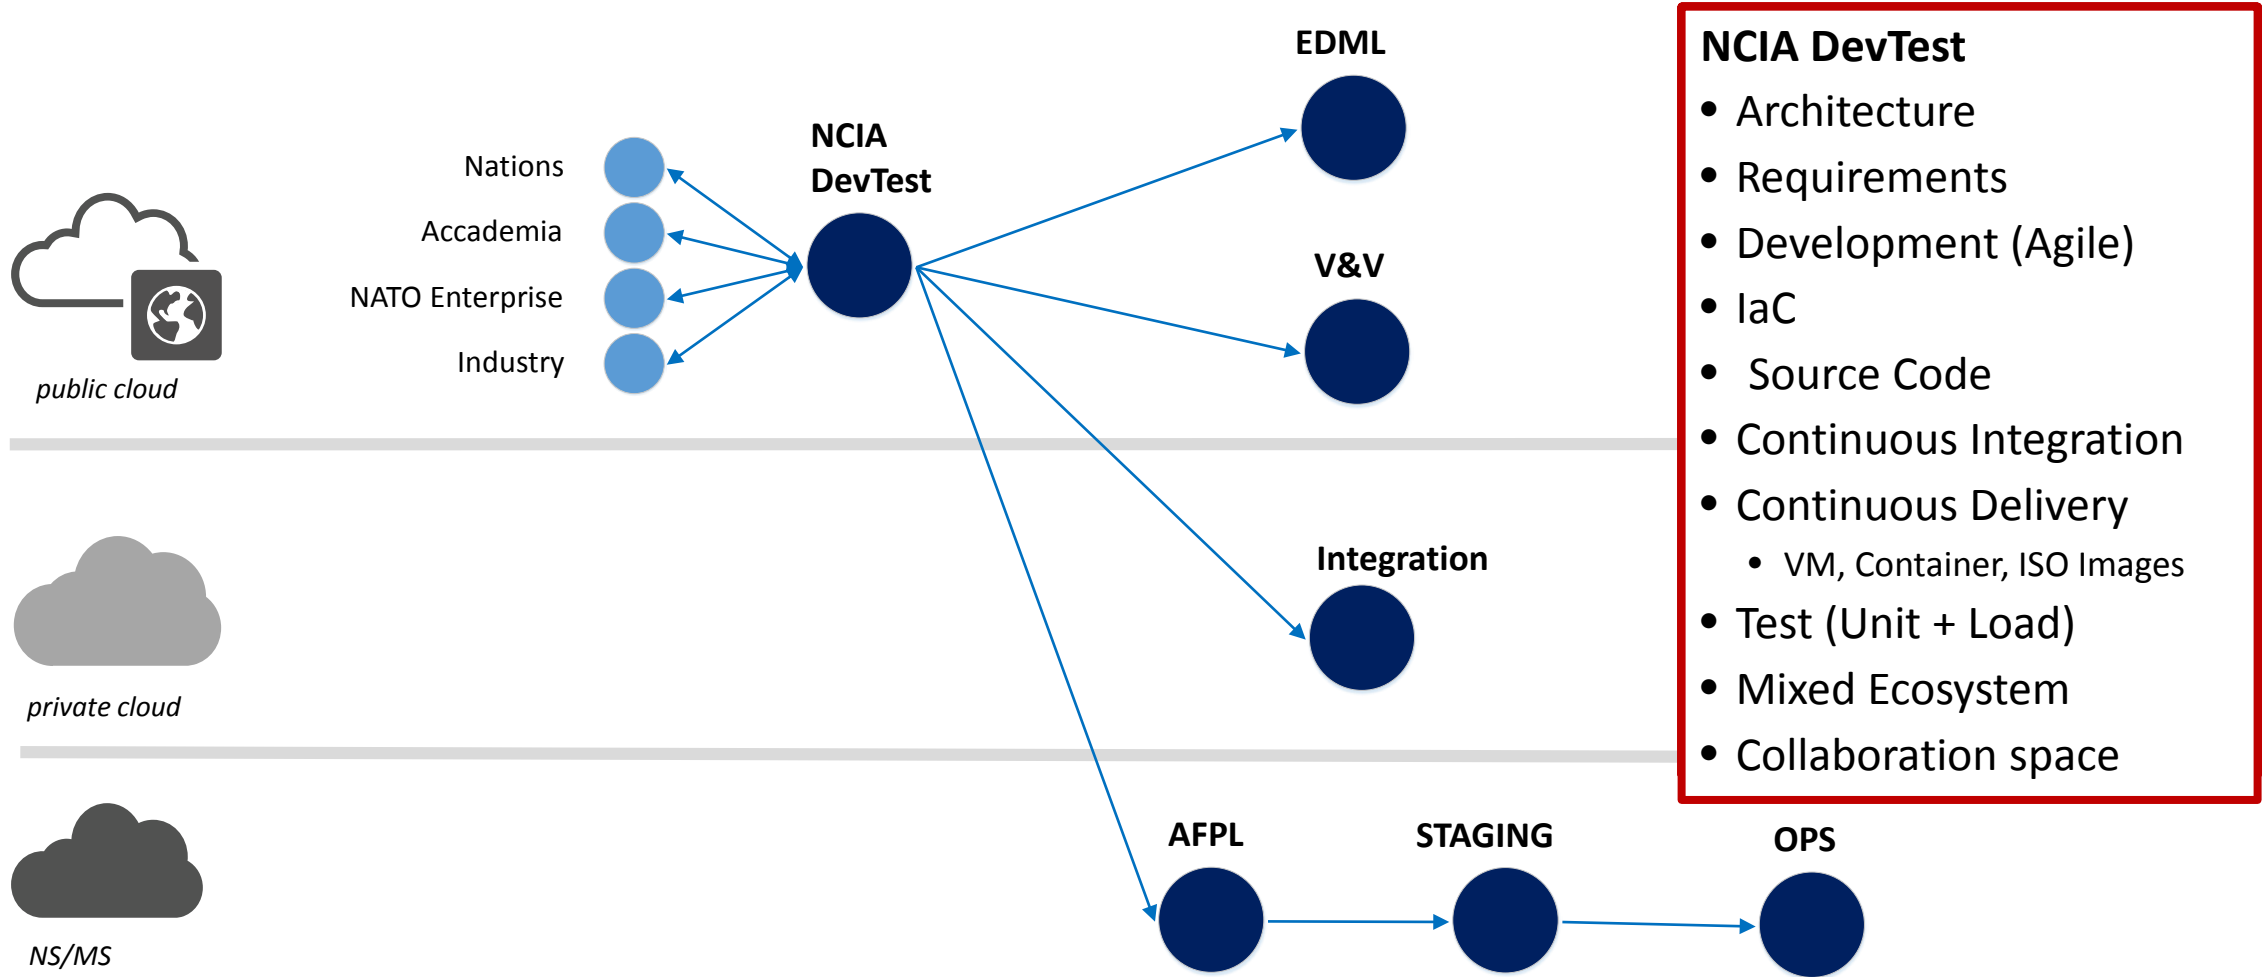 EDML
NCIA
DevTest
Nations
Accademia
NATO Enterprise
Industry
V&V
public cloud
Integration
private cloud
AFPL
STAGING
OPS
NS/MS
NCIA DevTest
• Architecture
• Requirements
• Development (Agile)
• IaC
• Source Code
• Continuous Integration
• Continuous Delivery
• VM, Container, ISO Images
• Test (Unit + Load)
• Mixed Ecosystem
• Collaboration space